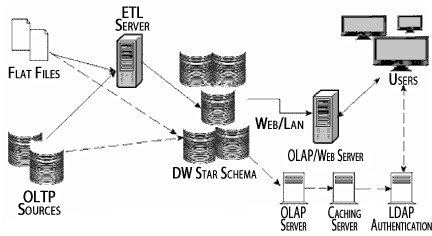 ETL
SERVER
FLAT FILES
USERS
WEB/LAN
OLAP/WEB SERVER
DW STAR SCHEMA
OLTP
SOURCES
OLAP
SERVER
CACHING
SERVER
LDAP
AUTHENTICATION